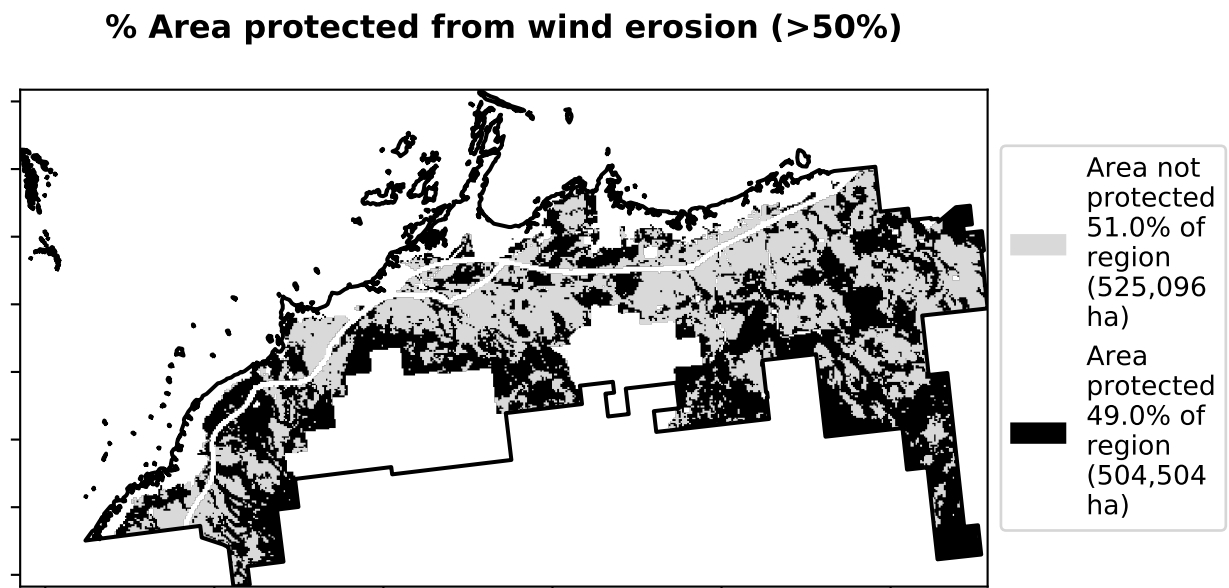 % Area protected from wind erosion (>50%)
Area not
protected
51.0% of
region
(525,096
ha)
Area
protected
49.0% of
region
(504,504
ha)